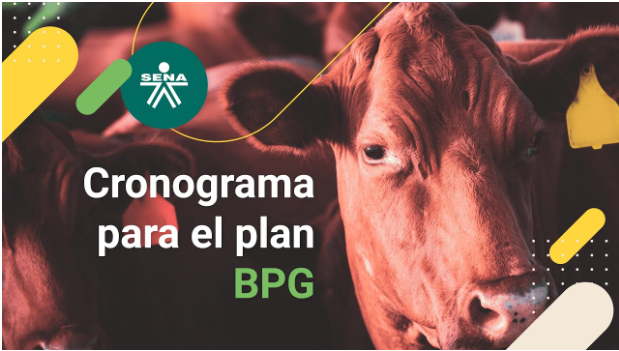 SENA
Cronograma
para el plan
BPG